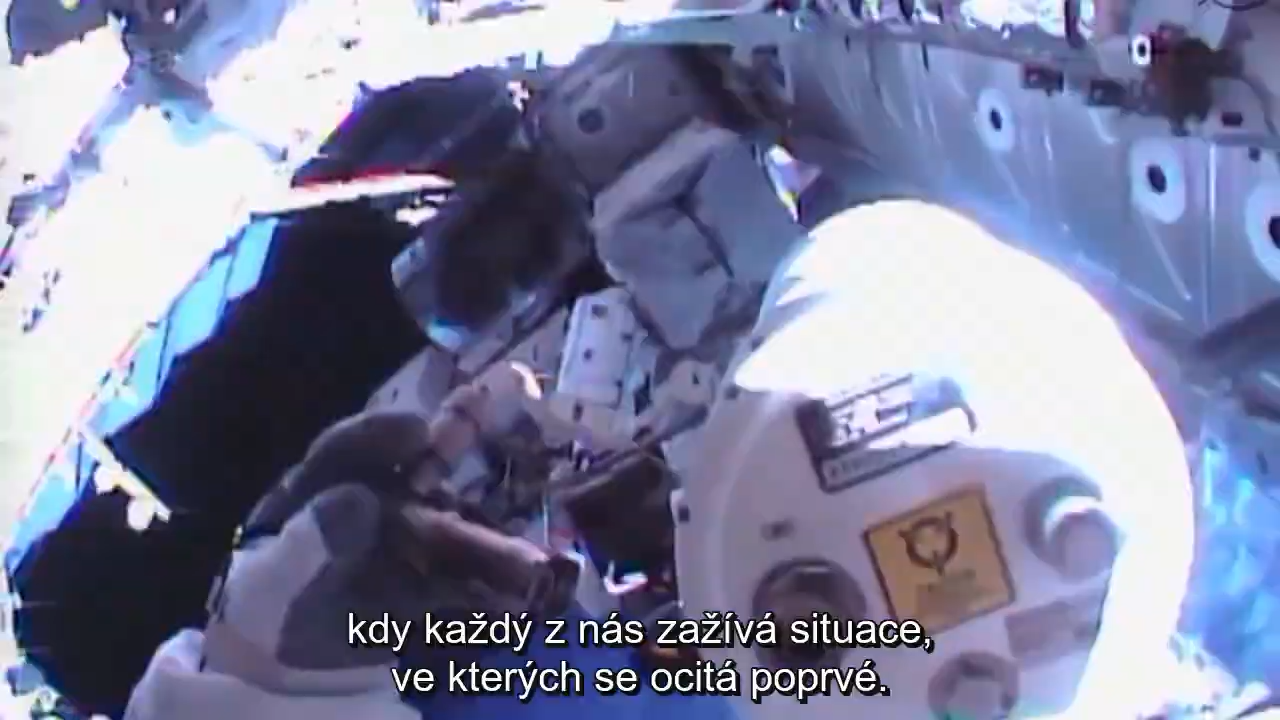 kdy každý z nás zažívá situace,
ve kterých se ocitá poprvé.